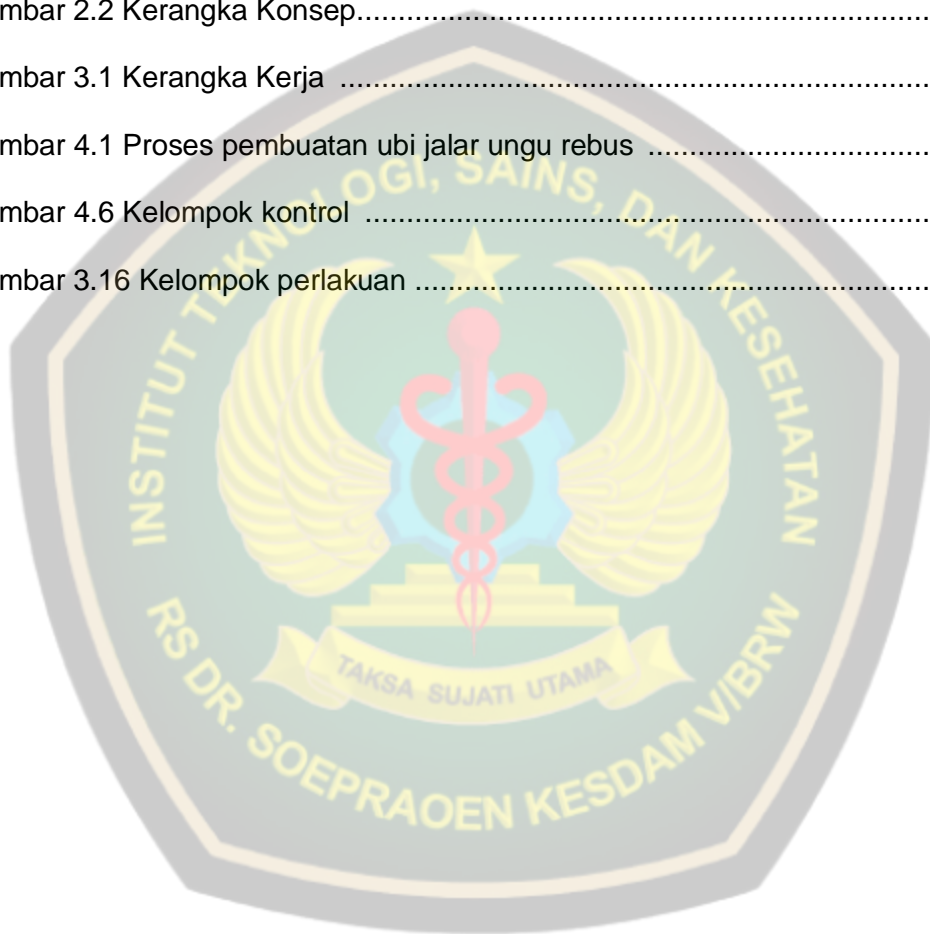 mbar 2.2 Kerangka Konsep....................................................................
mbar 3.1 Kerangka Kerja ......................................................................
mbar 4.1 Proses pembuatan ubi jalar ungu rebus .................................
mbar 4.6 Kelompok kontrol ...................................................................
mbar 3.16 Kelompok perlakuan .............................................................
INSTITUT TEKNOLOGI, SAINS, DAN KESEHATAN
TAKSA SUJATI UTAMA
RS DR. SOEPRAOEN KESDAM V/BRW